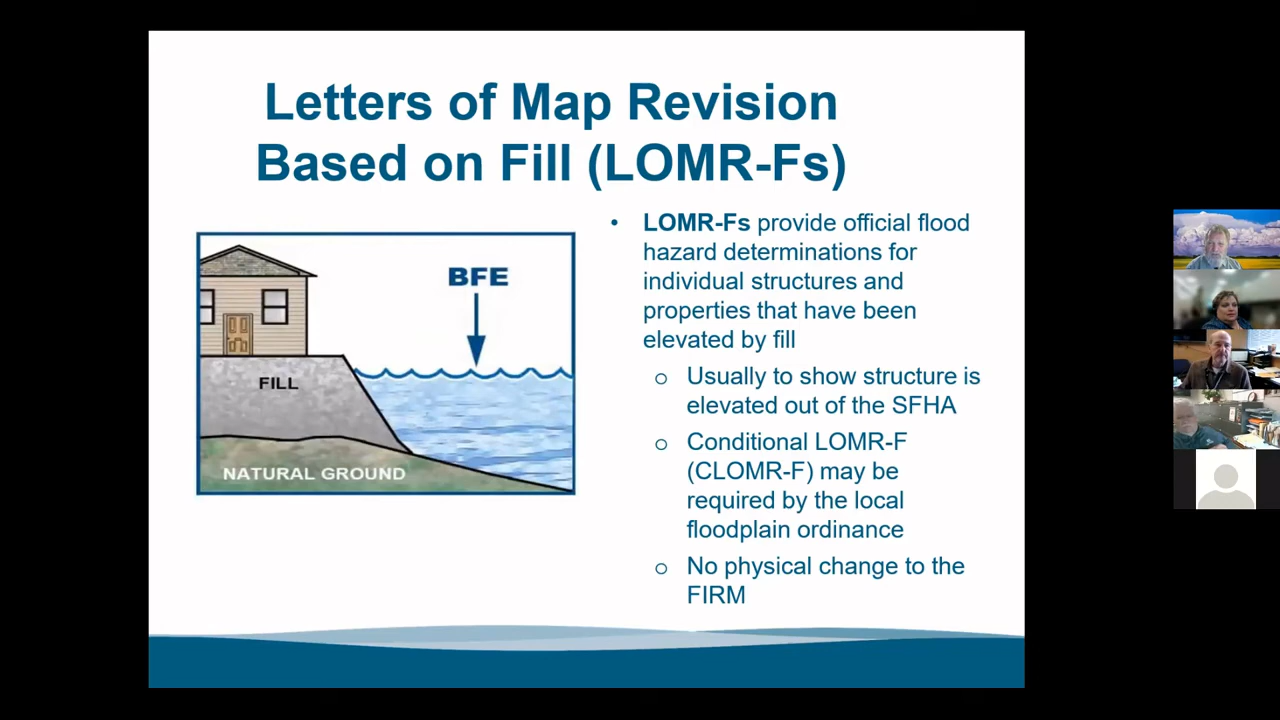 Letters of Map Revision
Based on Fill (LOMR-Fs)
BFE
FILL
NATURAL GROUND
• LOMR-Fs provide official flood
hazard determinations for
individual structures and
properties that have been
elevated by fill
o Usually to show structure is
elevated out of the SFHA
o Conditional LOMR-F
(CLOMR-F) may be
required by the local
floodplain ordinance
o No physical change to the
FIRM